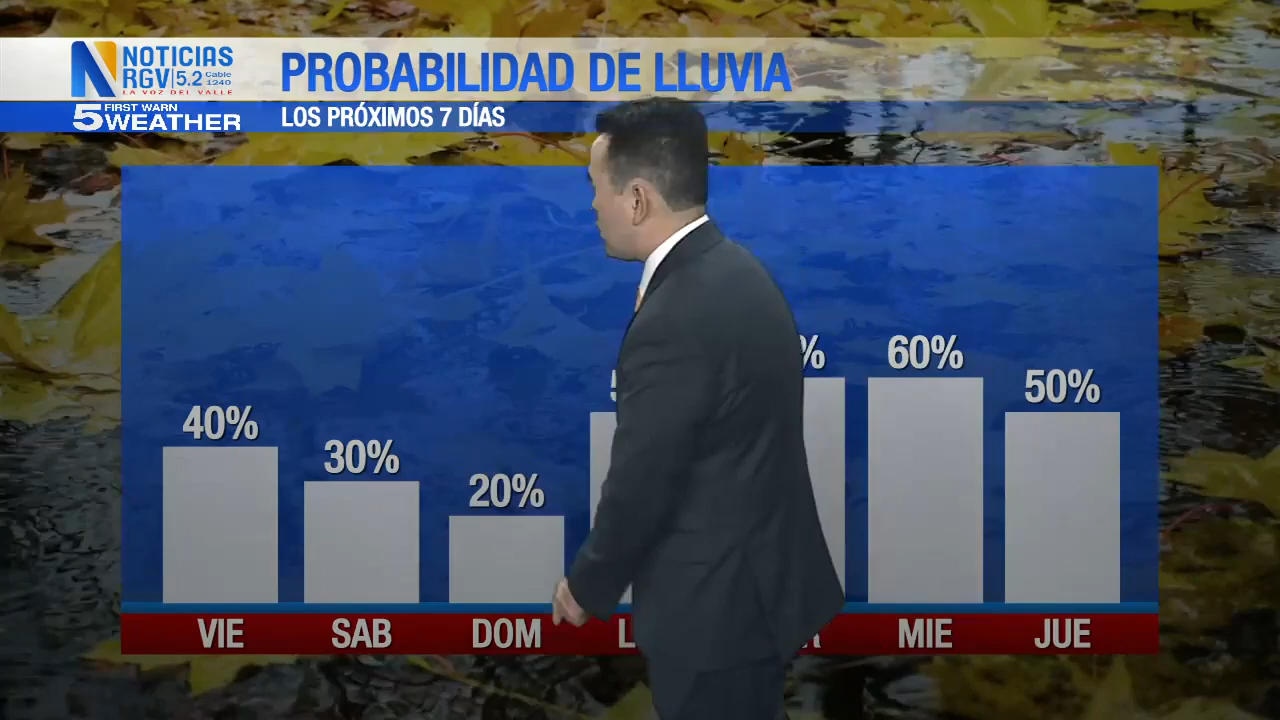 NOTICIAS
RGV 5.2 Cable 1240
LA VOZ DEL VALLE
5 FIRST WARN WEATHER
PROBABILIDAD DE LLUVIA
LOS PRÓXIMOS 7 DÍAS
40% 30% 20% 60% 50%
VIE SAB DOM MIE JUE